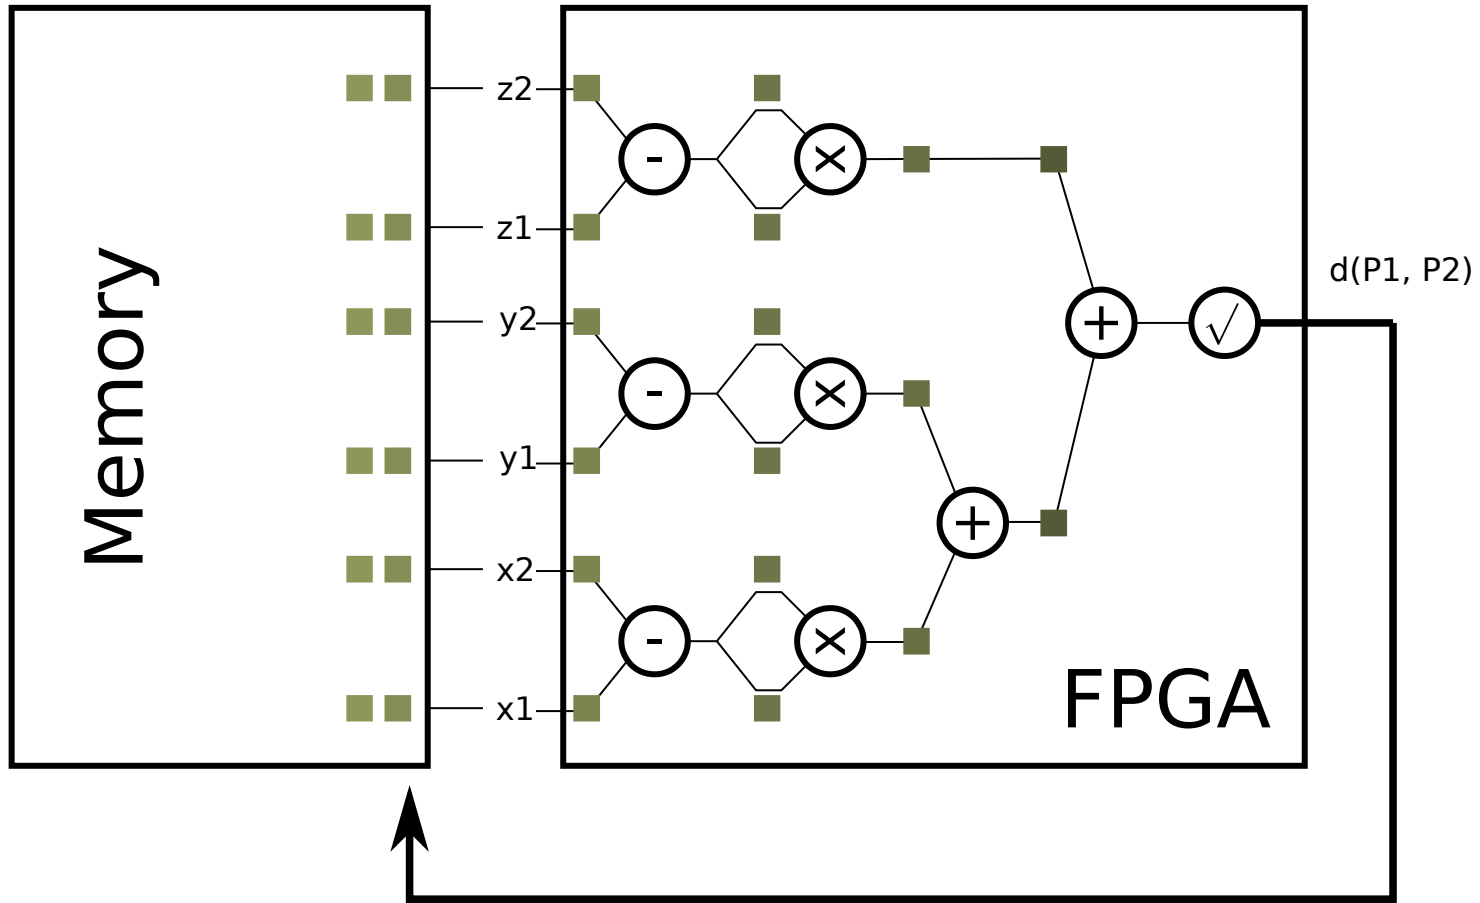 Memory
z2
-
×
z1
y2
-
×
y1
x2
-
×
x1
+
+
√
d(P1, P2)
FPGA